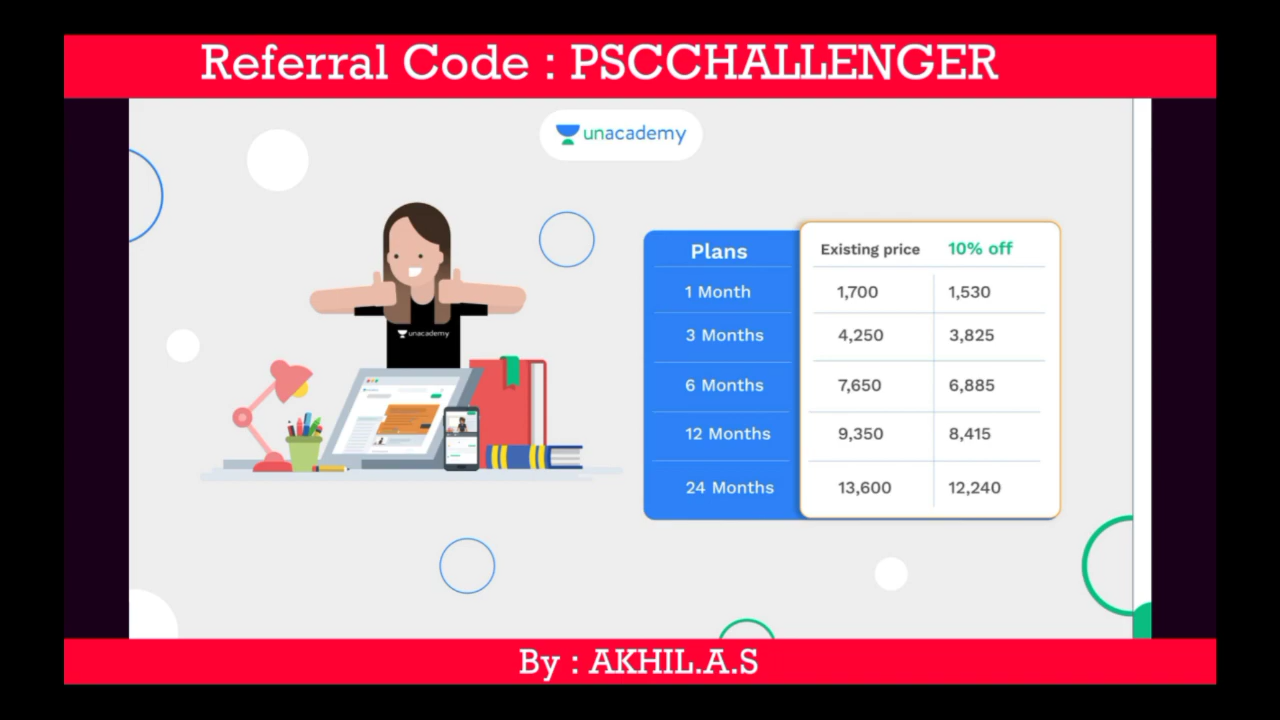 Referral Code : PSCCHALLENGER
unacademy
Plans Existing price 10% off
1 Month 1,700 1,530
3 Months 4,250 3,825
6 Months 7,650 6,885
12 Months 9,350 8,415
24 Months 13,600 12,240
unacademy
By : AKHIL.A.S